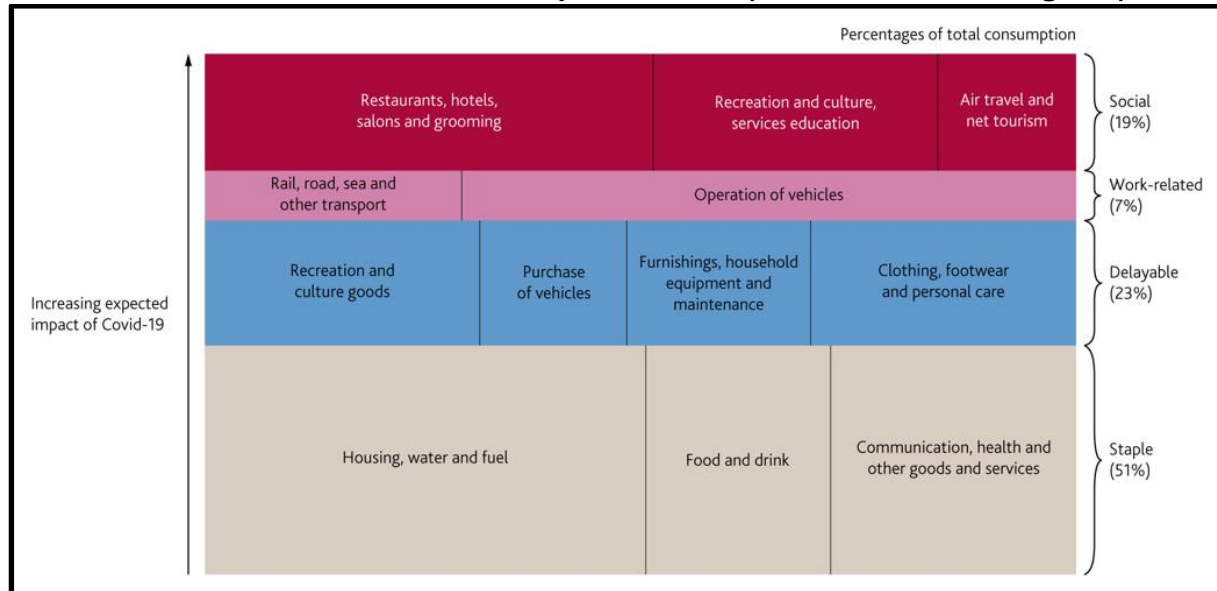 Percentages of total consumption
Restaurants, hotels,
salons and grooming
Recreation and culture,
services education
Air travel and
net tourism
Social
(19%)
Rail, road, sea and
other transport
Operation of vehicles
Work-related
(7%)
Recreation and
culture goods
Purchase
of vehicles
Furnishings, household
equipment and
maintenance
Clothing, footwear
and personal care
Delayable
(23%)
Increasing expected
impact of Covid-19
Housing, water and fuel
Food and drink
Communication, health and
other goods and services
Staple
(51%)